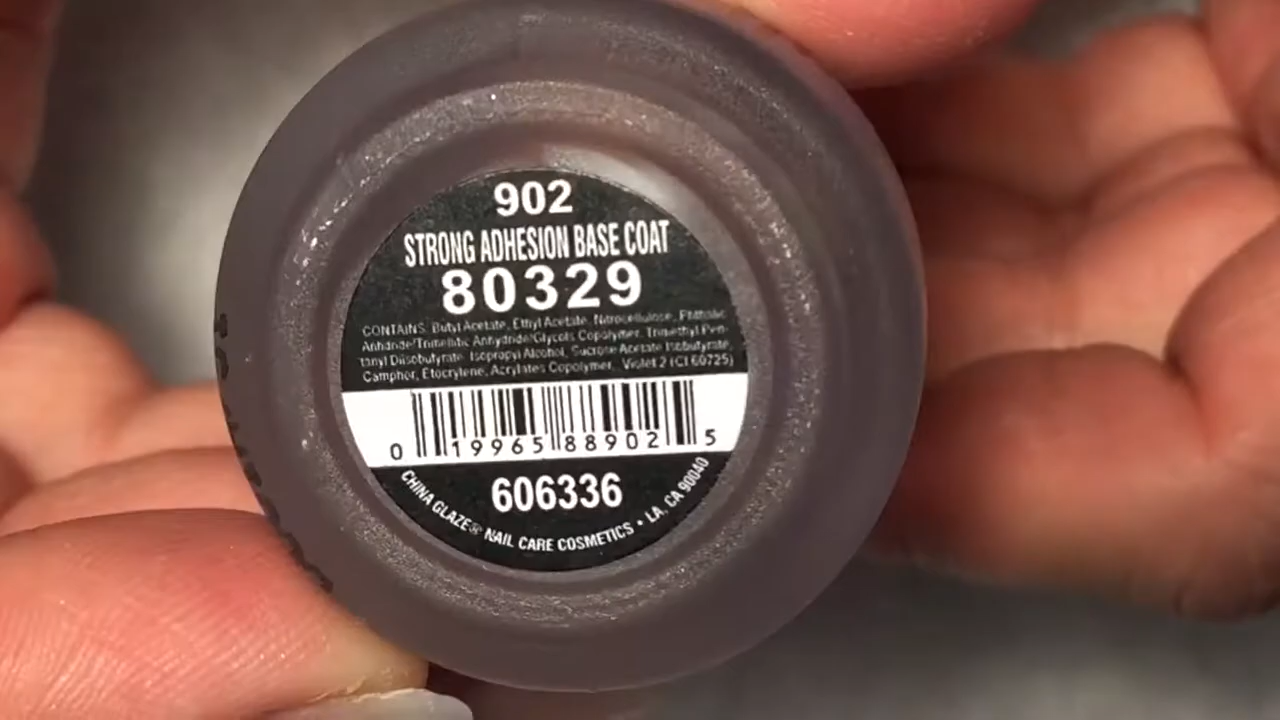 902
STRONG ADHESION BASE COAT
80329
CONTAINS: Butyl Acetate, Ethyl Acetate, Nitrocellulose, Phthalic
Anhdride/Trimellitic Anhydride/Glycols Copolymer, Trimethyl Pen-
tanyl Diisobutyrate, Isopropyl Alcohol, Sucrose Acetate Isobutyrate,
Camphor, Etocrylene, Acrylates Copolymer, Violet 2 (CI 60725)
0 19965 88902 5
606336
CHINA GLAZE® NAIL CARE COSMETICS • LA, CA 90040